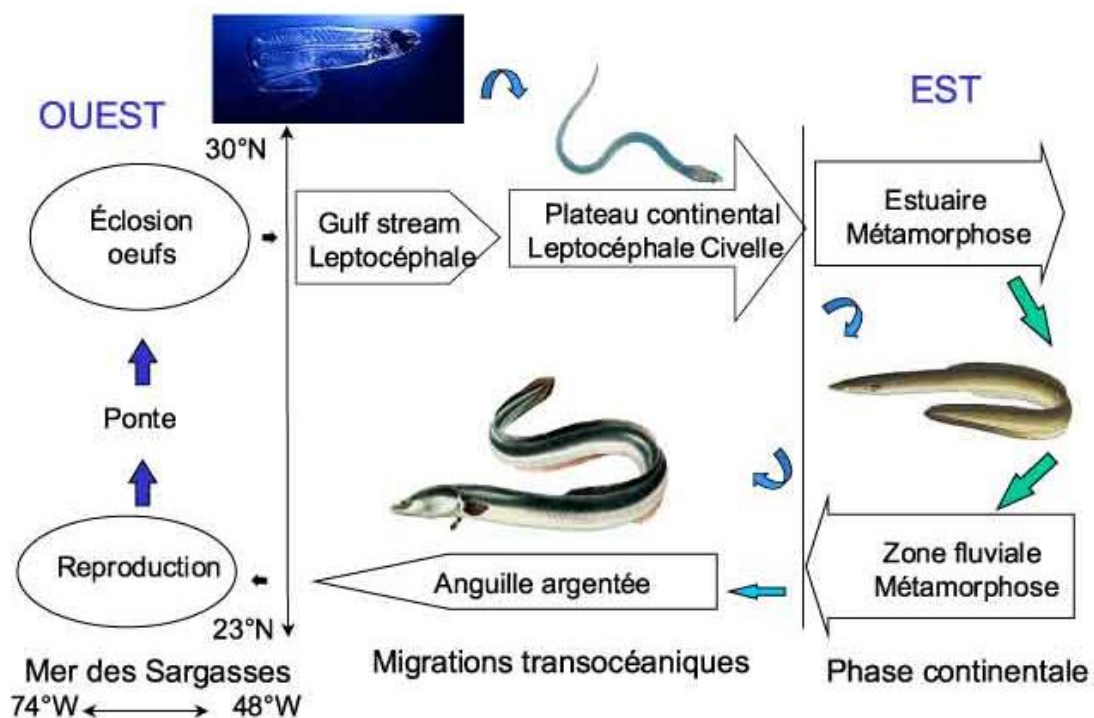 OUEST
EST
30°N
Éclosion
oeufs
Gulf stream
Leptocéphale
Plateau continental
Leptocéphale Civelle
Estuaire
Métamorphose
Ponte
Reproduction
Anguille argentée
Zone fluviale
Métamorphose
23°N
Mer des Sargasses
Migrations transocéaniques
Phase continentale
74°W
48°W